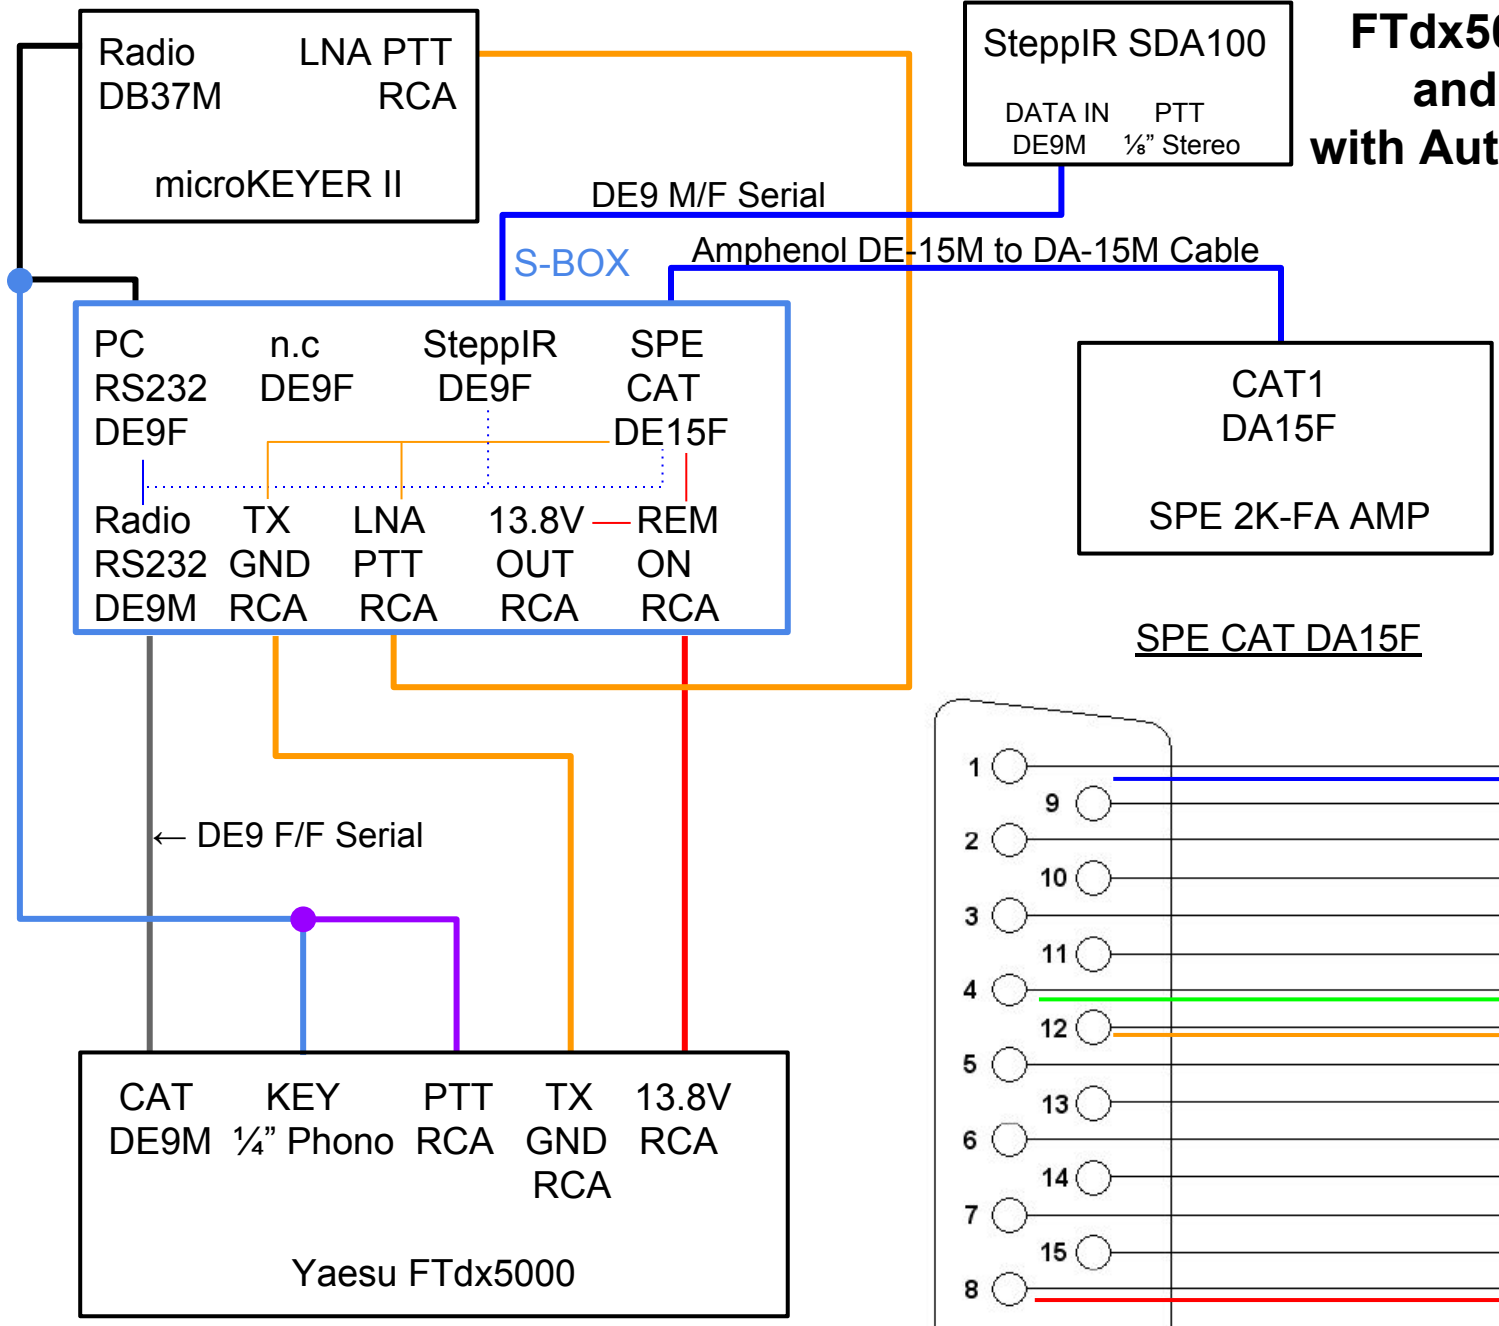 Radio LNA PTT
DB37M RCA
microKEYER II
SteppIR SDA100
DATA IN PTT
DE9M ⅛” Stereo
FTdx50
and
with Aut
DE9 M/F Serial
S-BOX
Amphenol DE-15M to DA-15M Cable
PC n.c SteppIR SPE
RS232 DE9F DE9F CAT
DE9F DE15F
Radio TX LNA 13.8V REM
RS232 GND PTT OUT ON
DE9M RCA RCA RCA RCA
CAT1
DA15F
SPE 2K-FA AMP
SPE CAT DA15F
← DE9 F/F Serial
CAT KEY PTT TX 13.8V
DE9M ¼” Phono RCA GND RCA
RCA
Yaesu FTdx5000
1
9
2
10
3
11
4
12
5
13
6
14
7
15
8